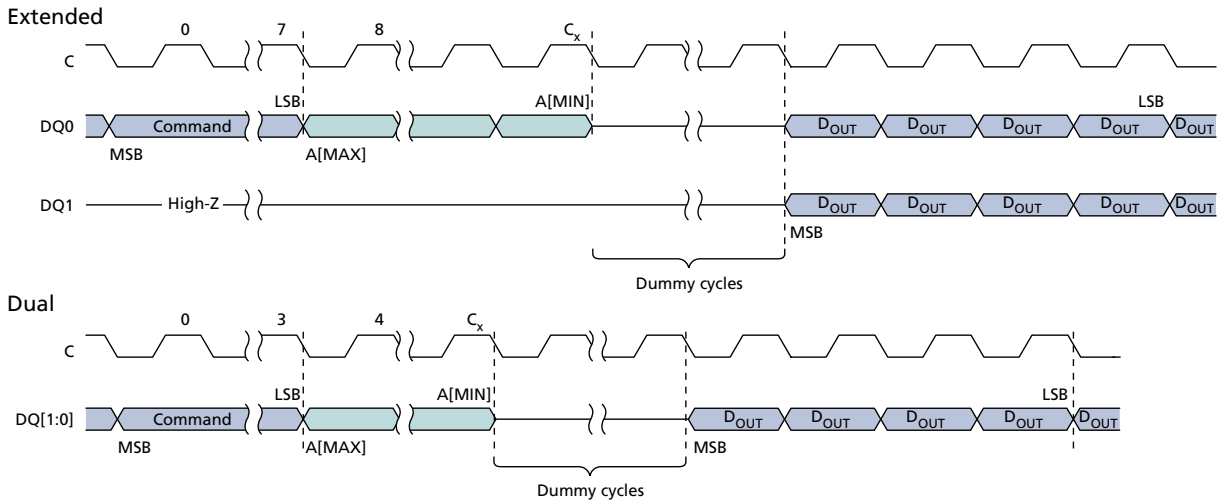 Extended
0 7 8 Cx
C
LSB A[MIN] LSB
DQ0 Command DOUT DOUT DOUT DOUT DOUT
MSB A[MAX]
DQ1 High-Z DOUT DOUT DOUT DOUT DOUT
MSB
Dummy cycles
Dual
0 3 4 Cx
C
LSB A[MIN] LSB
DQ[1:0] Command DOUT DOUT DOUT DOUT DOUT
MSB A[MAX] MSB
Dummy cycles